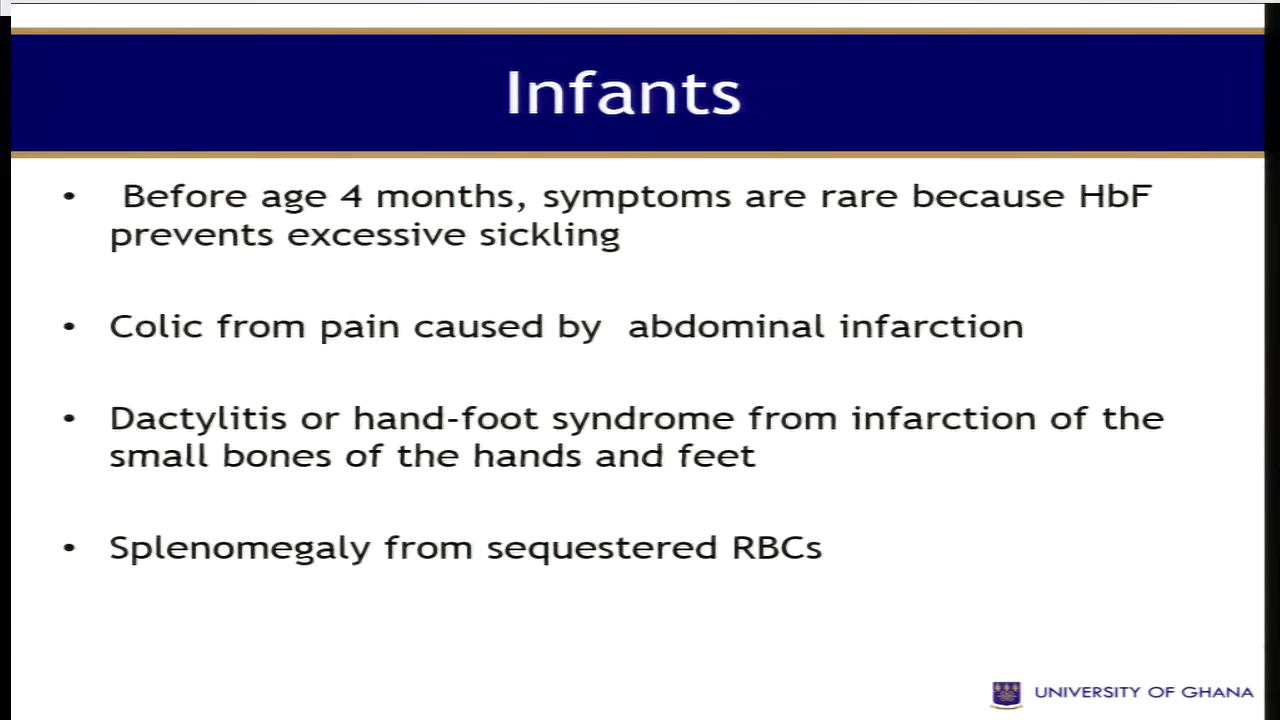 Infants
• Before age 4 months, symptoms are rare because HbF
prevents excessive sickling
• Colic from pain caused by abdominal infarction
• Dactylitis or hand-foot syndrome from infarction of the
small bones of the hands and feet
• Splenomegaly from sequestered RBCs
UNIVERSITY OF GHANA